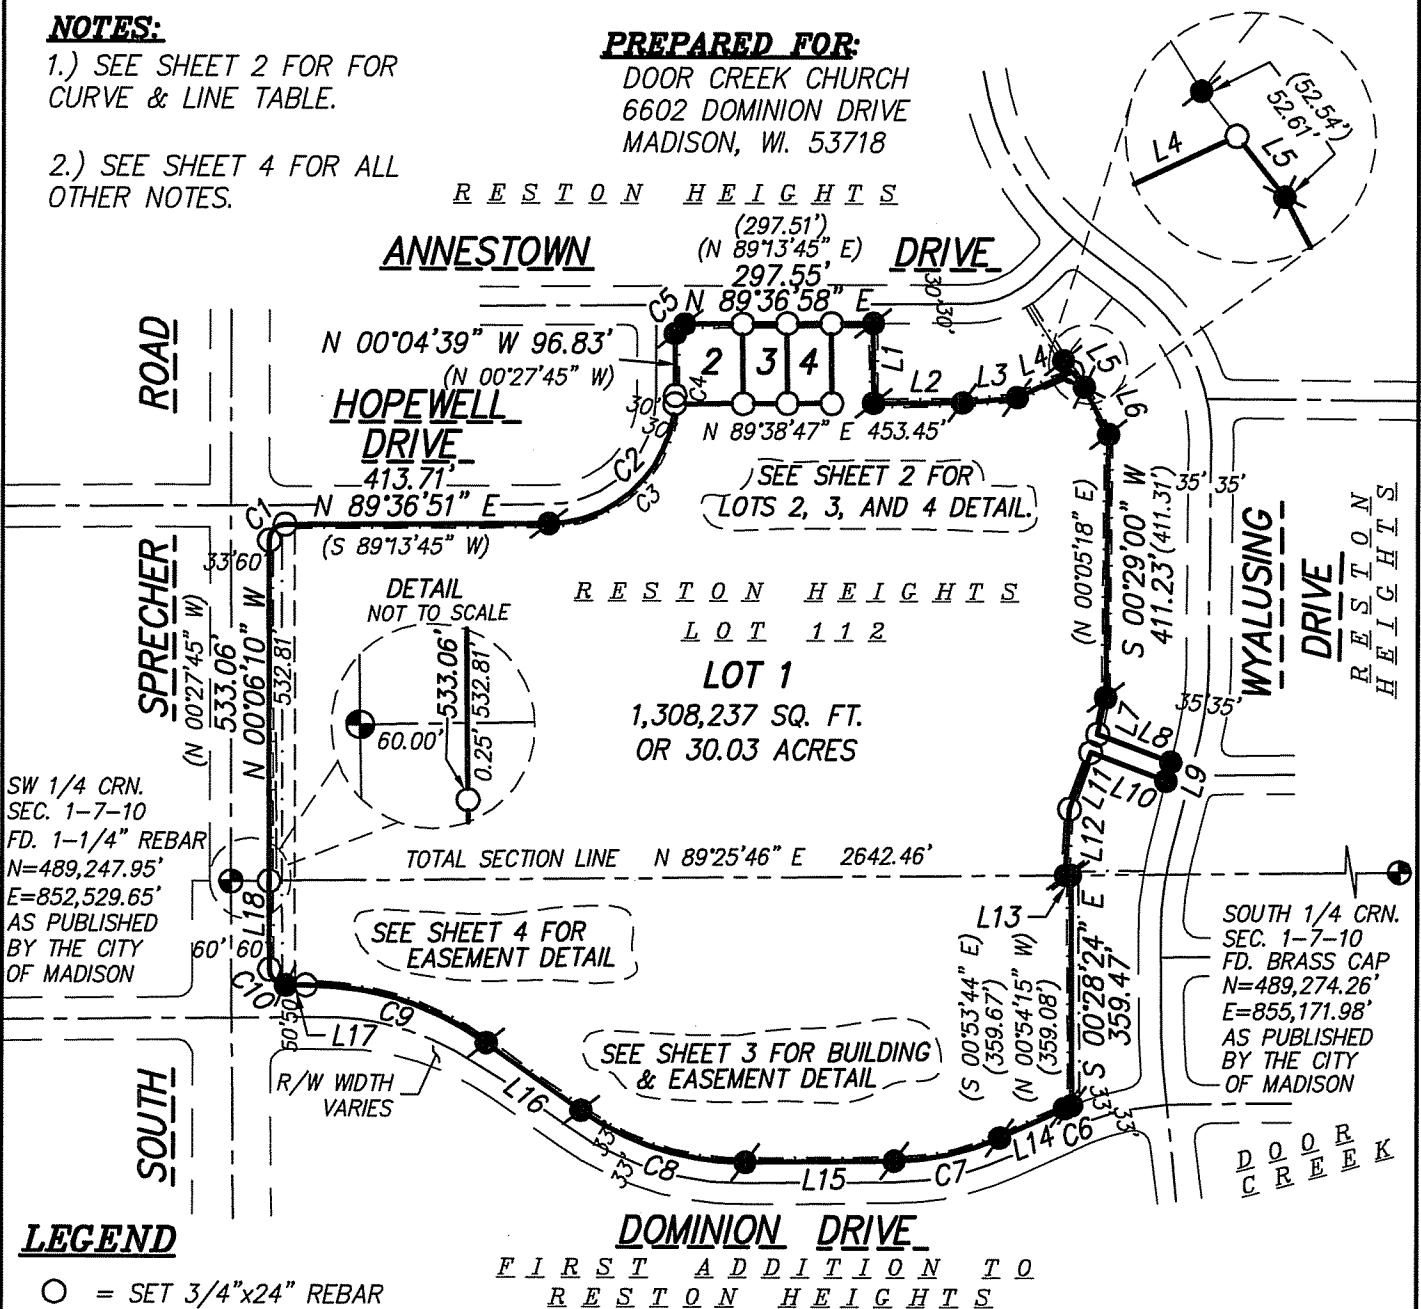 NOTES:
1.) SEE SHEET 2 FOR FOR
CURVE & LINE TABLE.
2.) SEE SHEET 4 FOR ALL
OTHER NOTES.
PREPARED FOR:
DOOR CREEK CHURCH
6602 DOMINION DRIVE
MADISON, WI. 53718
(52.54')
52.61'
L4
L5
RESTON HEIGHTS
(297.51')
(N 89°13'45" E)
297.55'
N 89°36'58" E
ANNESTOWN DRIVE
30' 30'
C5
N 00°04'39" W 96.83'
(N 00°27'45" W)
2
3
4
L1
C4
L2
L3
L4
L5
L6
30'
30'
N 89°38'47" E 453.45'
ROAD
HOPEWELL
DRIVE
413.71'
N 89°36'51" E
(S 89°13'45" W)
C1
C2
C3
SEE SHEET 2 FOR
LOTS 2, 3, AND 4 DETAIL.
(N 00°05'18" E)
S 00°29'00" W
411.23'(411.31')
35' 35'
WYALUSING
DRIVE
RESTON
HEIGHTS
33'60'
SPRECHER
(N 00°27'45" W)
533.06'
N 00°06'10" W
532.81'
DETAIL
NOT TO SCALE
533.06'
532.81'
60.00'
0.25'
RESTON HEIGHTS
LOT 112
LOT 1
1,308,237 SQ. FT.
OR 30.03 ACRES
35'35'
L7
L8
L9
L10
L11
L12
SW 1/4 CRN.
SEC. 1-7-10
FD. 1-1/4" REBAR
N=489,247.95'
E=852,529.65'
AS PUBLISHED
BY THE CITY
OF MADISON
TOTAL SECTION LINE N 89°25'46" E 2642.46'
L18
60' 60'
C10
SEE SHEET 4 FOR
EASEMENT DETAIL
L13
(S 00°53'44" E)
(359.67')
(N 00°54'15" W)
(359.08')
S 00°28'24" E
359.47'
SOUTH 1/4 CRN.
SEC. 1-7-10
FD. BRASS CAP
N=489,274.26'
E=855,171.98'
AS PUBLISHED
BY THE CITY
OF MADISON
50'50'
L17
C9
R/W WIDTH
VARIES
L16
SEE SHEET 3 FOR BUILDING
& EASEMENT DETAIL
33'
33'
C8
L15
C7
L14
C6
33'
33'
SOUTH
DOOR
CREEK
DOMINION DRIVE
FIRST ADDITION TO
RESTON HEIGHTS
LEGEND
= SET 3/4"x24" REBAR